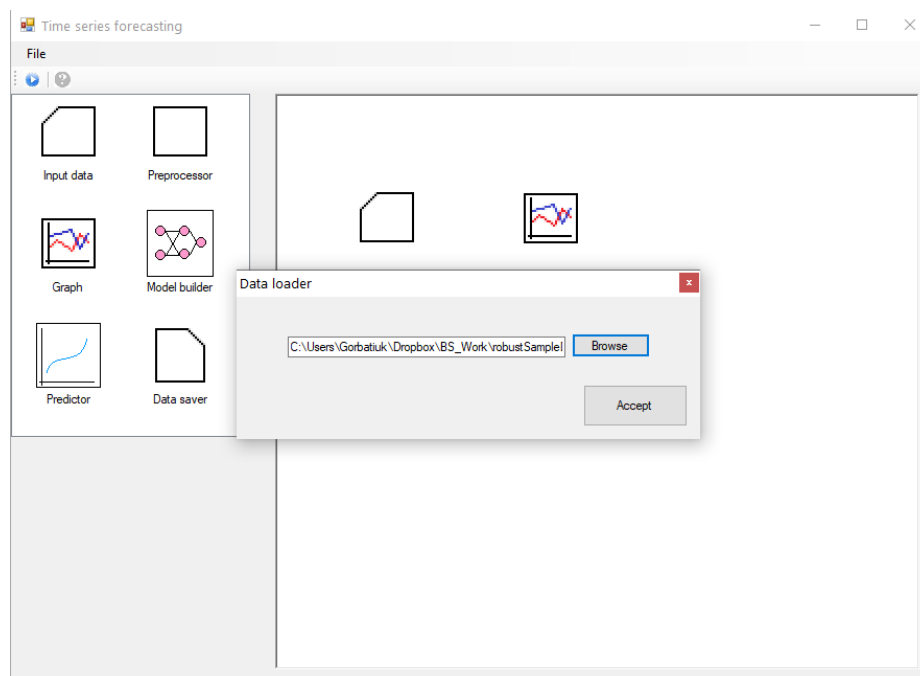 Time series forecasting
File
Input data
Preprocessor
Graph
Model builder
Predictor
Data saver
Data loader
C:\Users\Gorbatiuk\Dropbox\BS_Work\robustSample
Browse
Accept